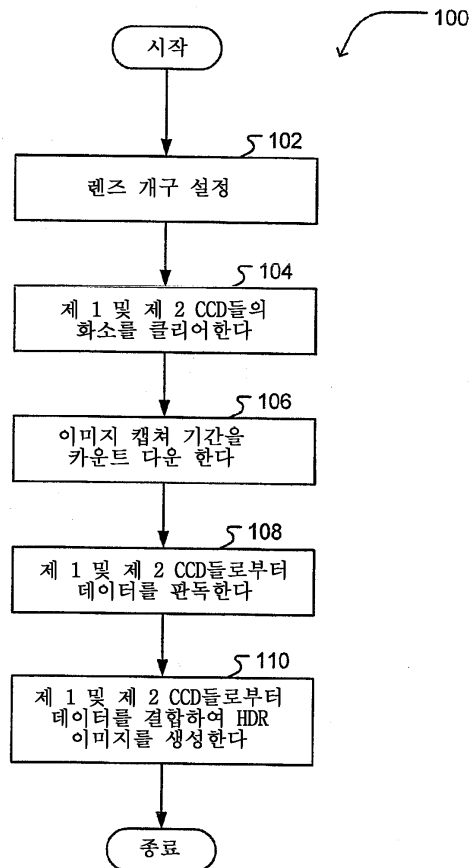 100
시작
102
렌즈 개구 설정
104
제 1 및 제 2 CCD들의
화소를 클리어한다
106
이미지 캡쳐 기간을
카운트 다운 한다
108
제 1 및 제 2 CCD들로부터
데이터를 판독한다
110
제 1 및 제 2 CCD들로부터
데이터를 결합하여 HDR
이미지를 생성한다
종료